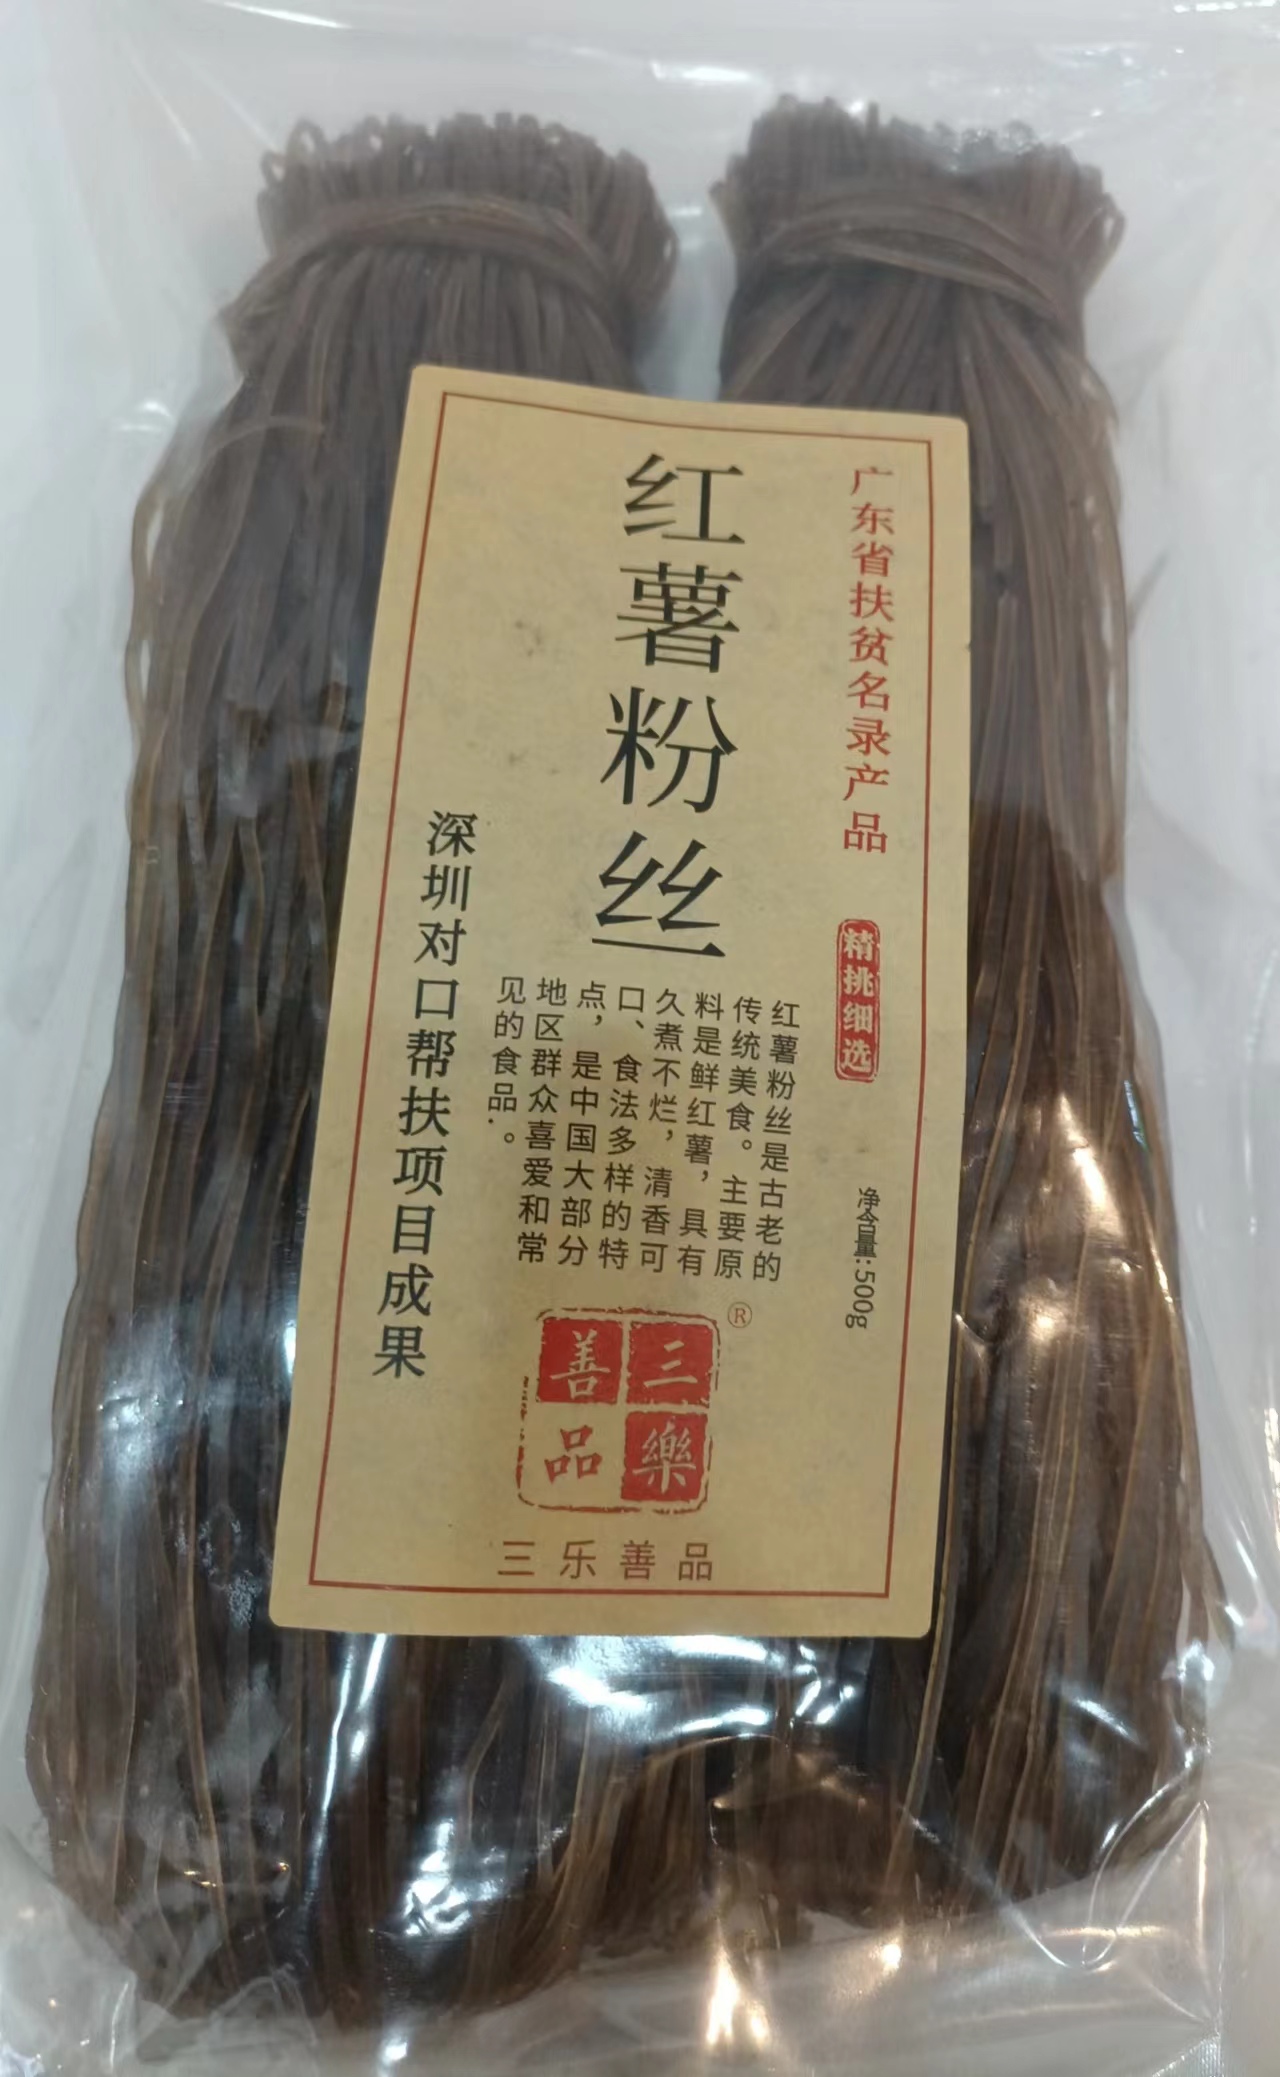 广东省扶贫名录产品
精挑细选
净含量:500g
红薯粉丝
红薯粉丝是古老的
传统美食。主要原
料是鲜红薯，具有
久煮不烂，清香可
口、食法多样的特
点，是中国大部分
地区群众喜爱和常
见的食品.。
深圳对口帮扶项目成果
三樂
善品
®
三乐善品